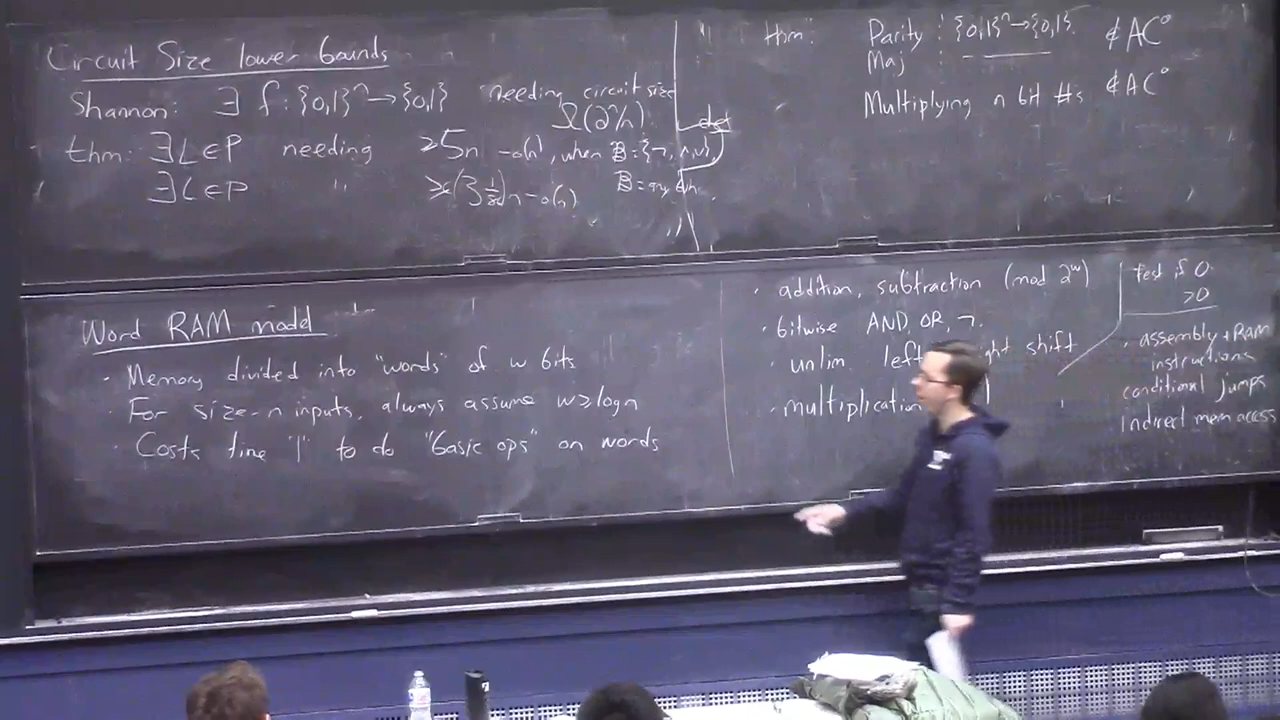 Circuit Size lower bounds
Shannon: ∃ f: {0,1}ⁿ → {0,1} needing circuit size
Ω(2ⁿ/n)
thm: ∃L∈P needing ≥5n -o(n), when 𝔹={¬,∧,∨}
∃L∈P " ≥(3 1/86)n -o(n)
thm: Parity : {0,1}ⁿ→{0,1} ∉ AC⁰
Maj :
Multiplying n bit #s ∉ AC⁰
Word RAM model
· Memory divided into "words" of w bits
· For size-n inputs, always assume w ≥ log n
· Costs time "1" to do "basic ops" on words
· addition, subtraction (mod 2ʷ)
· bitwise AND, OR, ¬.
· unlim. left shift
· multiplication
test if 0
>0
· assembly + RAM
instructions
conditional jumps
indirect mem access